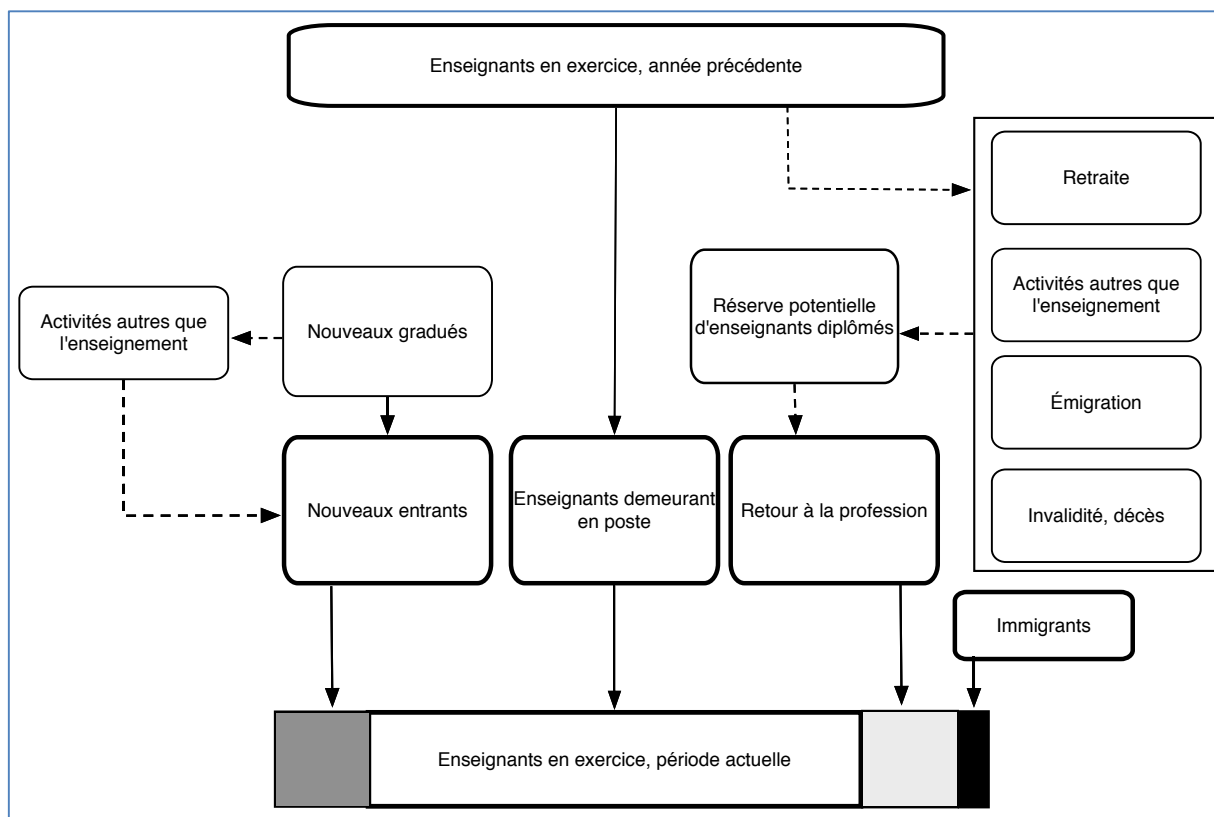 Enseignants en exercice, année précédente
Retraite
Activités autres que
l'enseignement
Réserve potentielle
d'enseignants diplômés
Activités autres que
l'enseignement
Nouveaux gradués
Émigration
Nouveaux entrants
Enseignants demeurant
en poste
Retour à la profession
Invalidité, décès
Immigrants
Enseignants en exercice, période actuelle